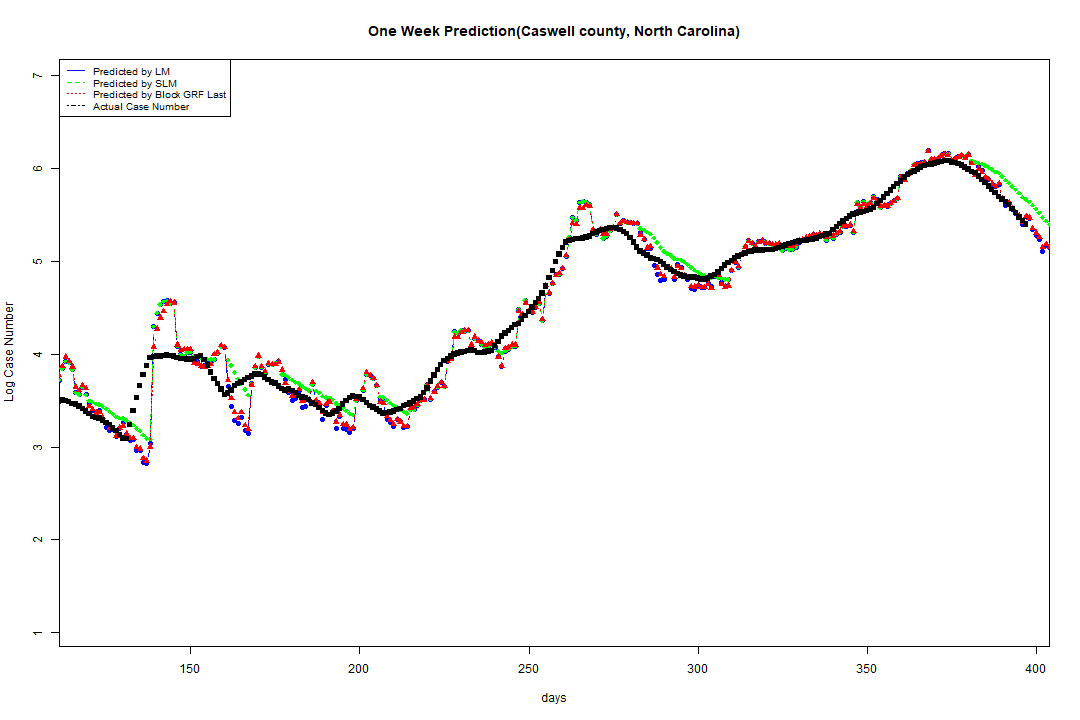 One Week Prediction(Caswell county, North Carolina)
Predicted by LM
Predicted by SLM
Predicted by Block GRF Last
Actual Case Number
7
6
5
4
3
2
1
Log Case Number
150 200 250 300 350 400
days